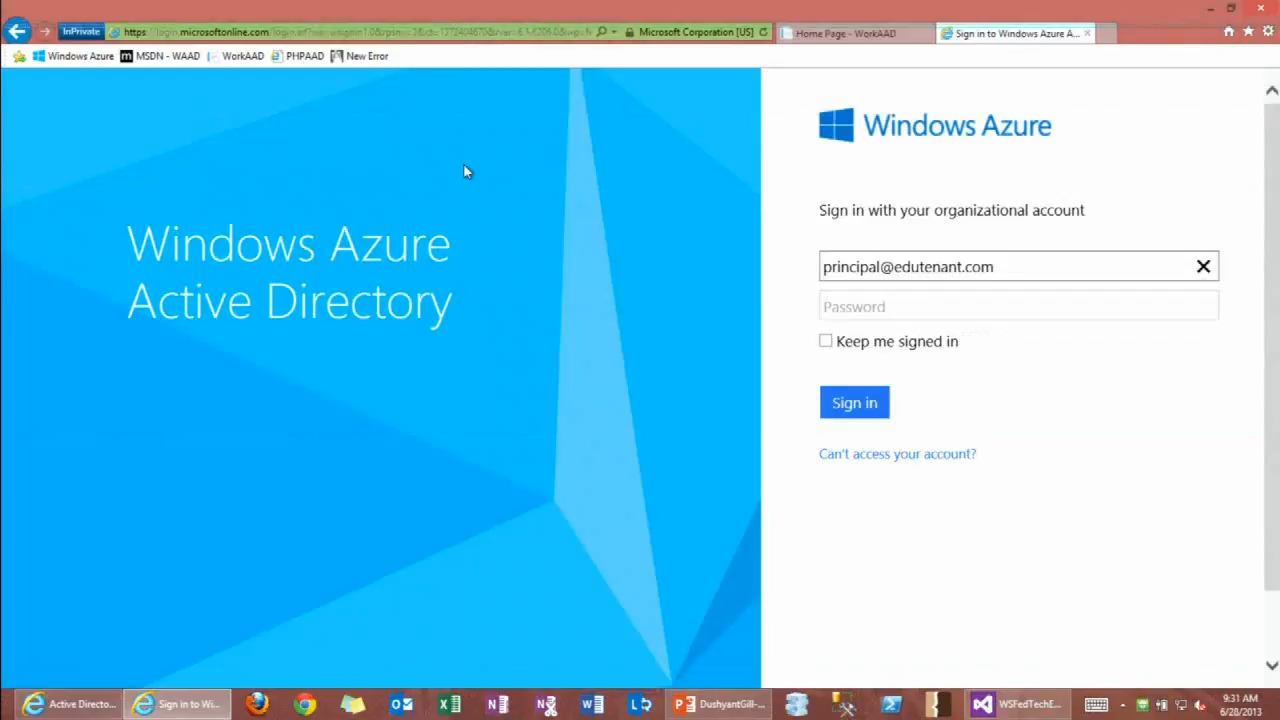 InPrivate
https://login.microsoftonline.com
Microsoft Corporation [US]
Home Page - WorkAAD
Sign in to Windows Azure A...
Windows Azure
MSDN - WAAD
WorkAAD
PHPAAD
New Error
Windows Azure
Active Directory
Windows Azure
Sign in with your organizational account
principal@edutenant.com
Password
Keep me signed in
Sign in
Can't access your account?
Active Directo...
Sign in to Wi...
DushyantGill-...
WSFedTechE...
9:31 AM
6/28/2013